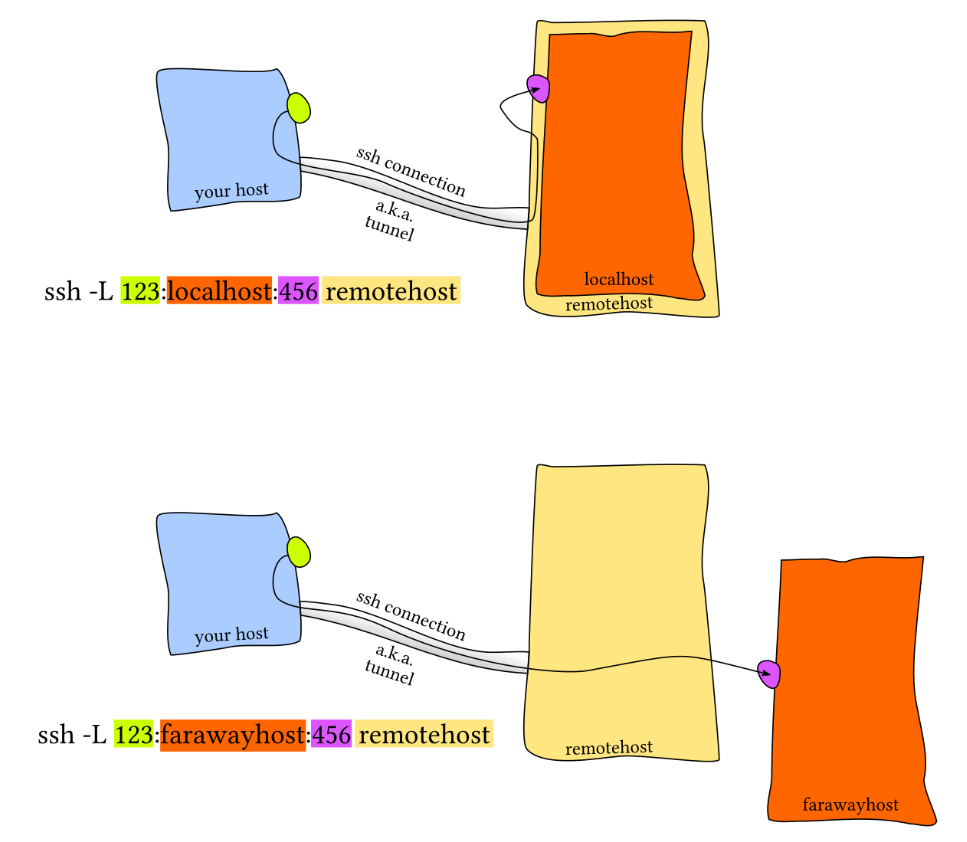 your host
ssh connection
a.k.a.
tunnel
localhost
remotehost
ssh -L 123:localhost:456 remotehost
your host
ssh connection
a.k.a.
tunnel
remotehost
farawayhost
ssh -L 123:farawayhost:456 remotehost